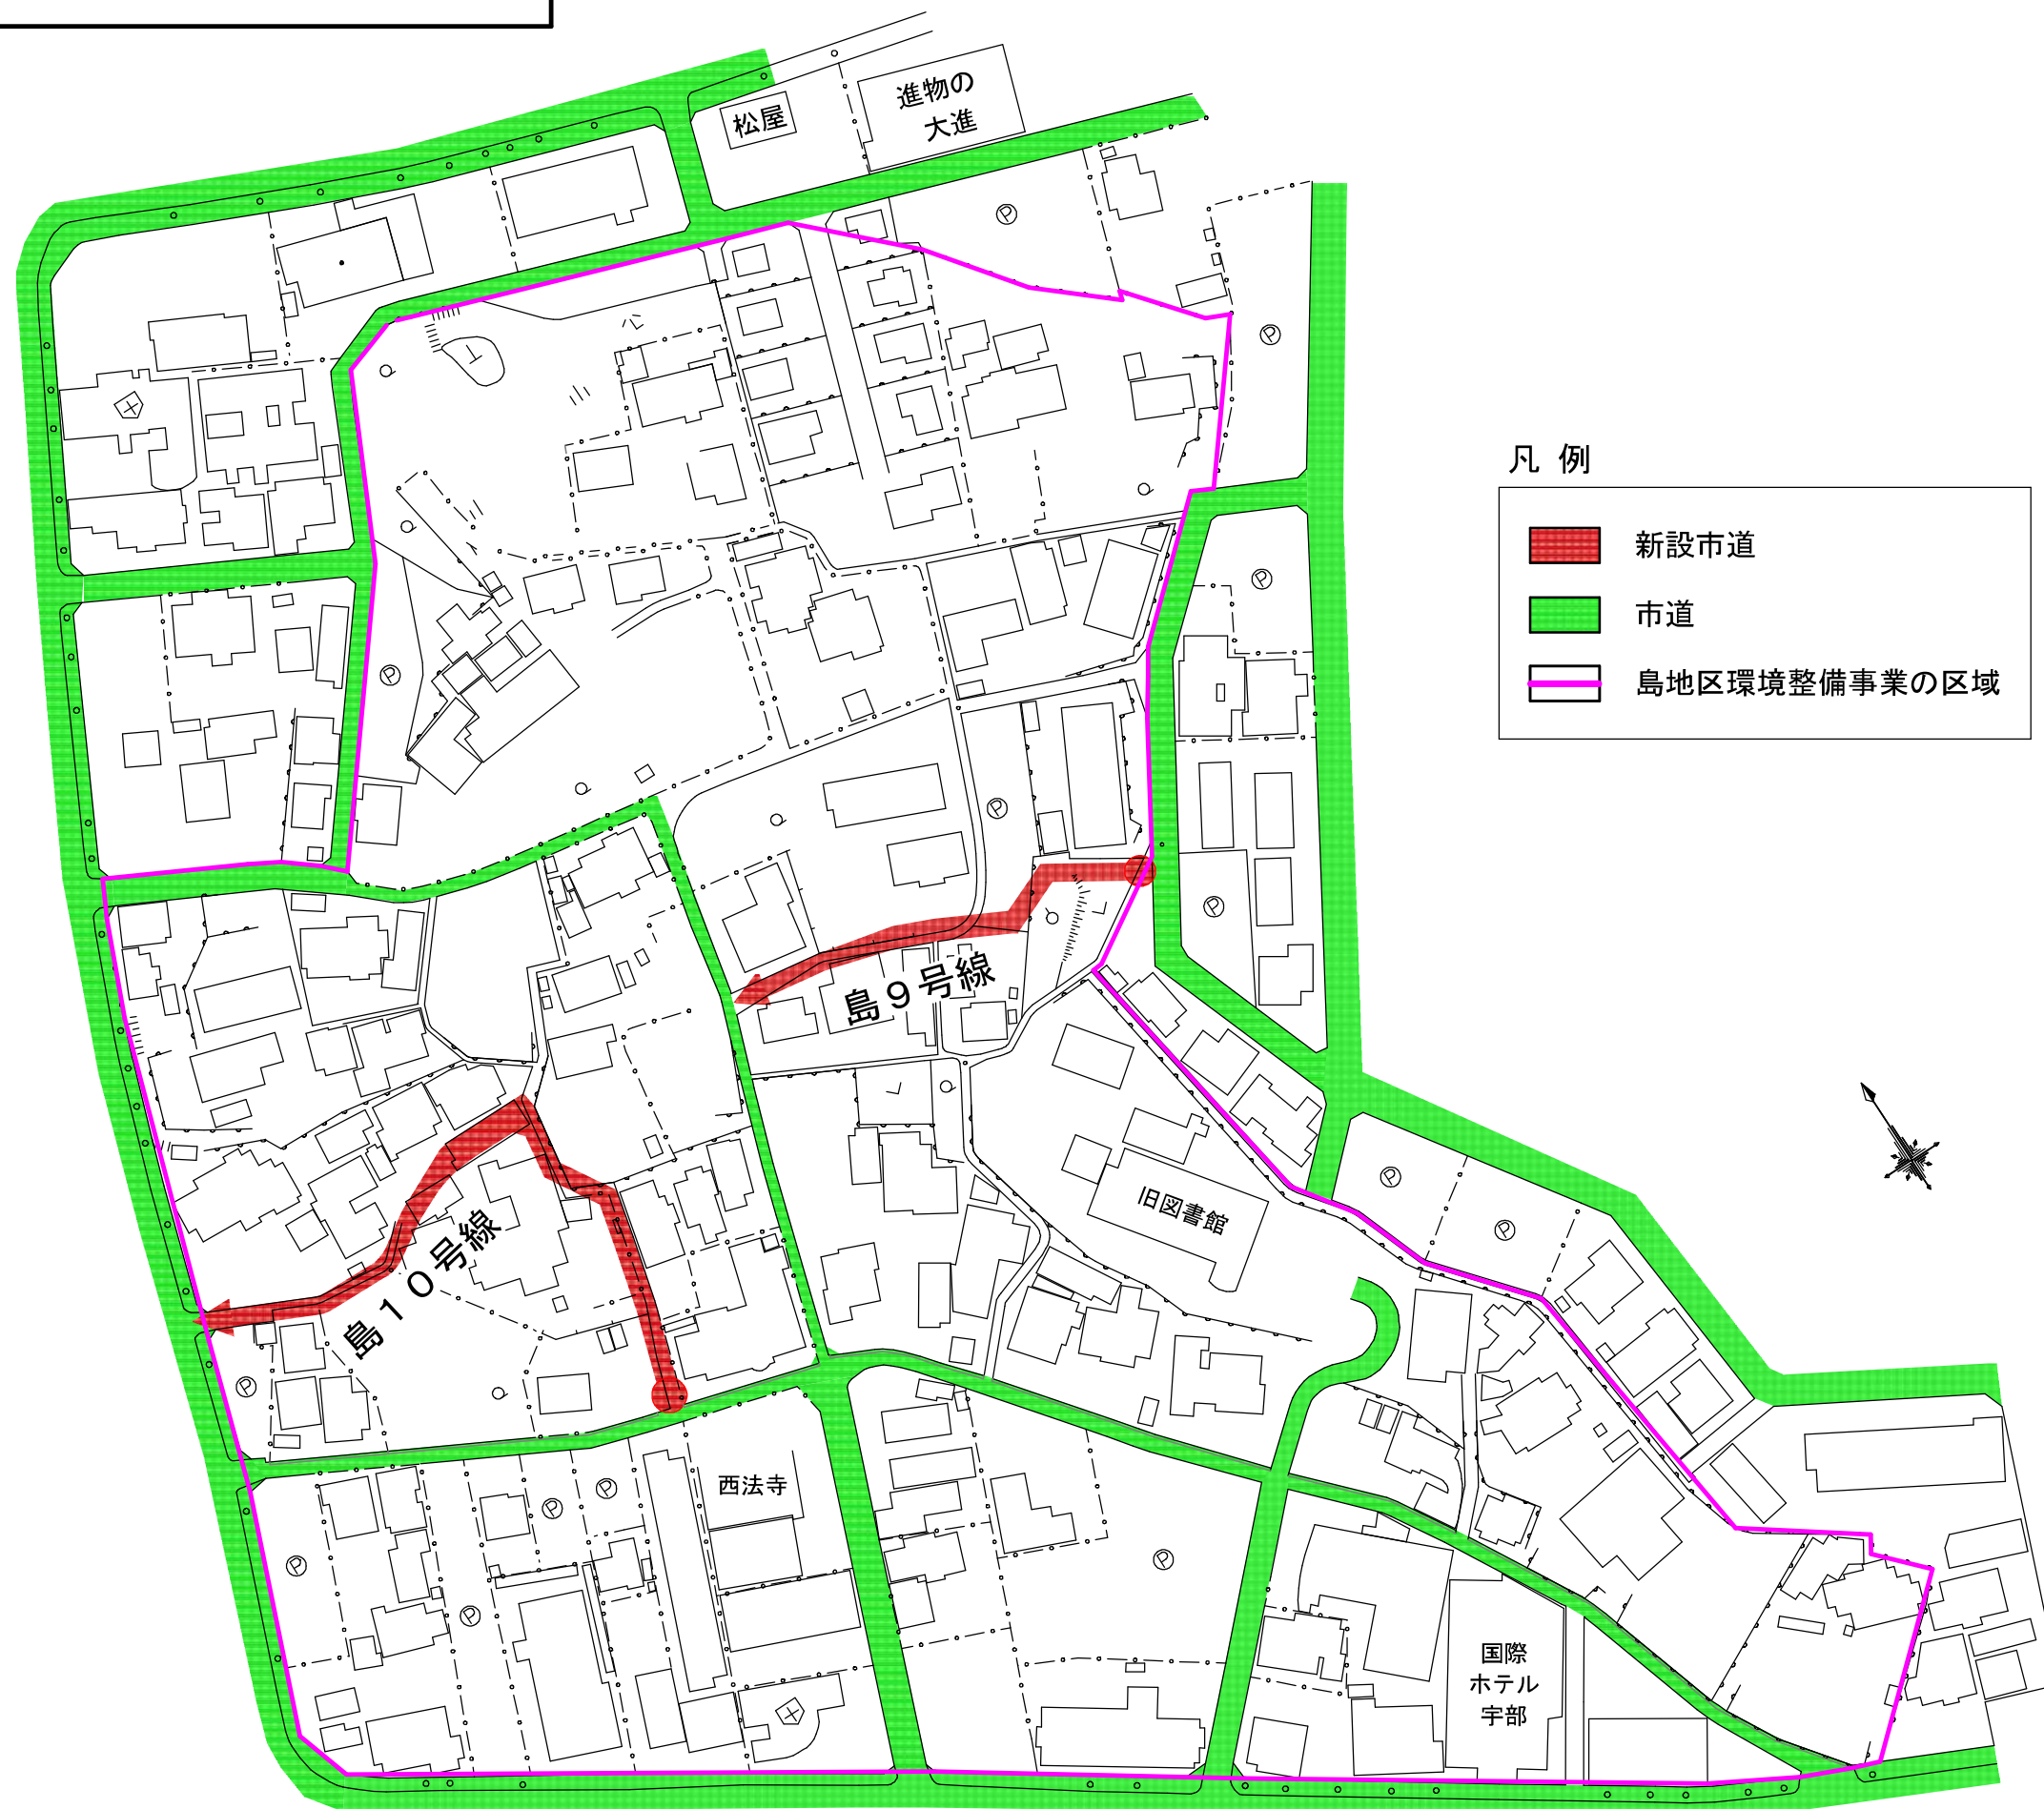 松屋
進物の
大進
凡例
新設市道
市道
島地区環境整備事業の区域
島9号線
島10号線
旧図書館
西法寺
国際
ホテル
宇部
Ⓟ
Ⓟ
Ⓟ
Ⓟ
Ⓟ
Ⓟ
Ⓟ
Ⓟ
Ⓟ
Ⓟ
Ⓟ
Ⓟ
Ⓟ
Ⓟ